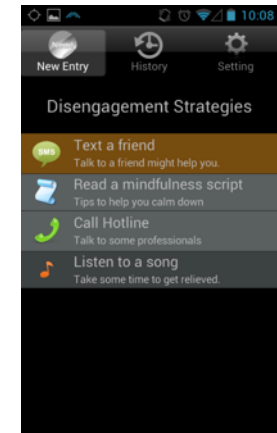 10:08
New Entry
History
Setting
Disengagement Strategies
SMS
Text a friend
Talk to a friend might help you.
Read a mindfulness script
Tips to help you calm down
Call Hotline
Talk to some professionals
Listen to a song
Take some time to get relieved.